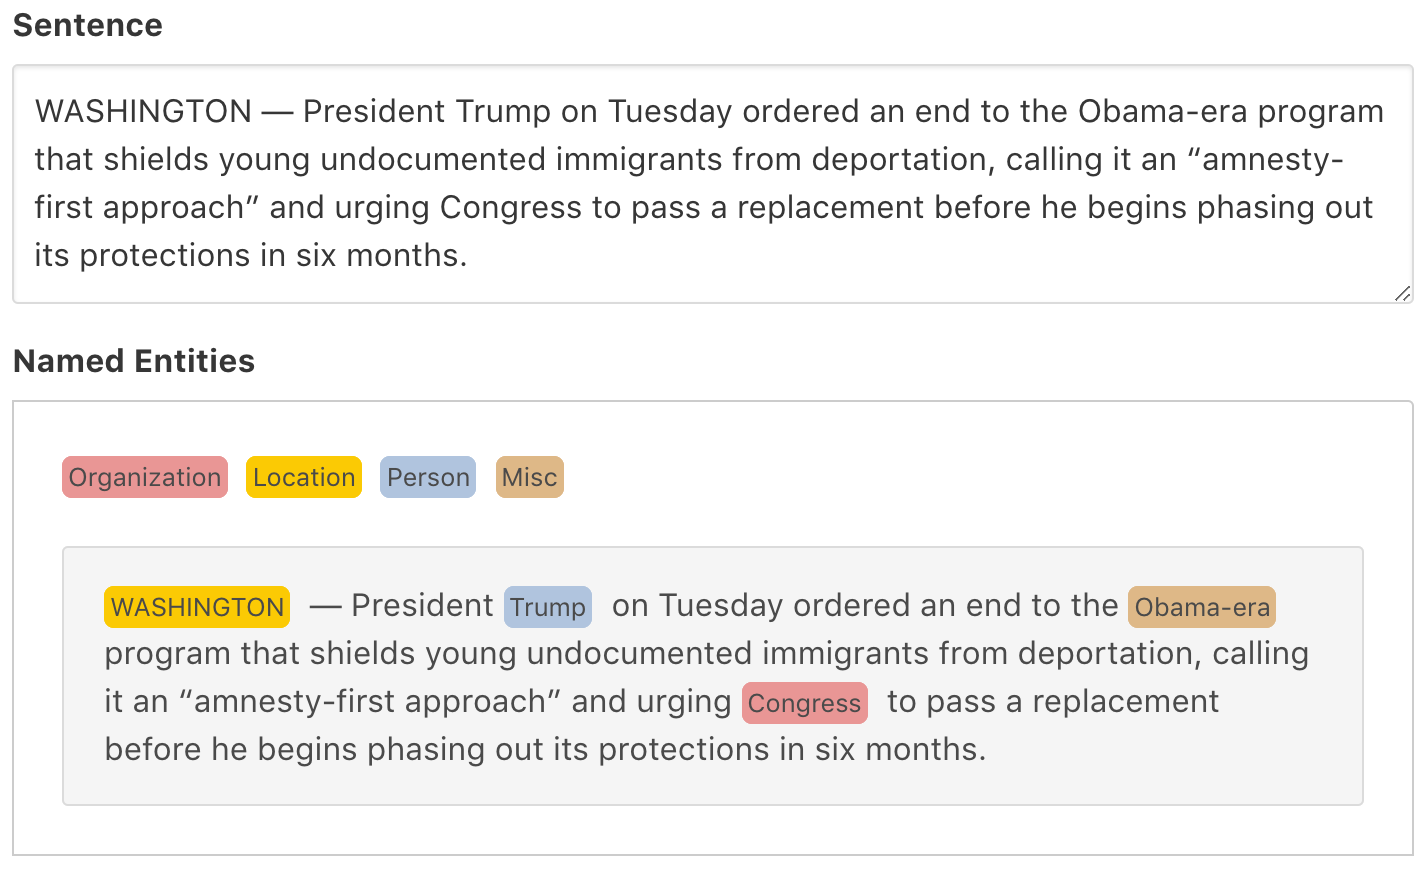 Sentence
WASHINGTON — President Trump on Tuesday ordered an end to the Obama-era program
that shields young undocumented immigrants from deportation, calling it an “amnesty-
first approach” and urging Congress to pass a replacement before he begins phasing out
its protections in six months.
Named Entities
Organization Location Person Misc
WASHINGTON — President Trump on Tuesday ordered an end to the Obama-era
program that shields young undocumented immigrants from deportation, calling
it an “amnesty-first approach” and urging Congress to pass a replacement
before he begins phasing out its protections in six months.